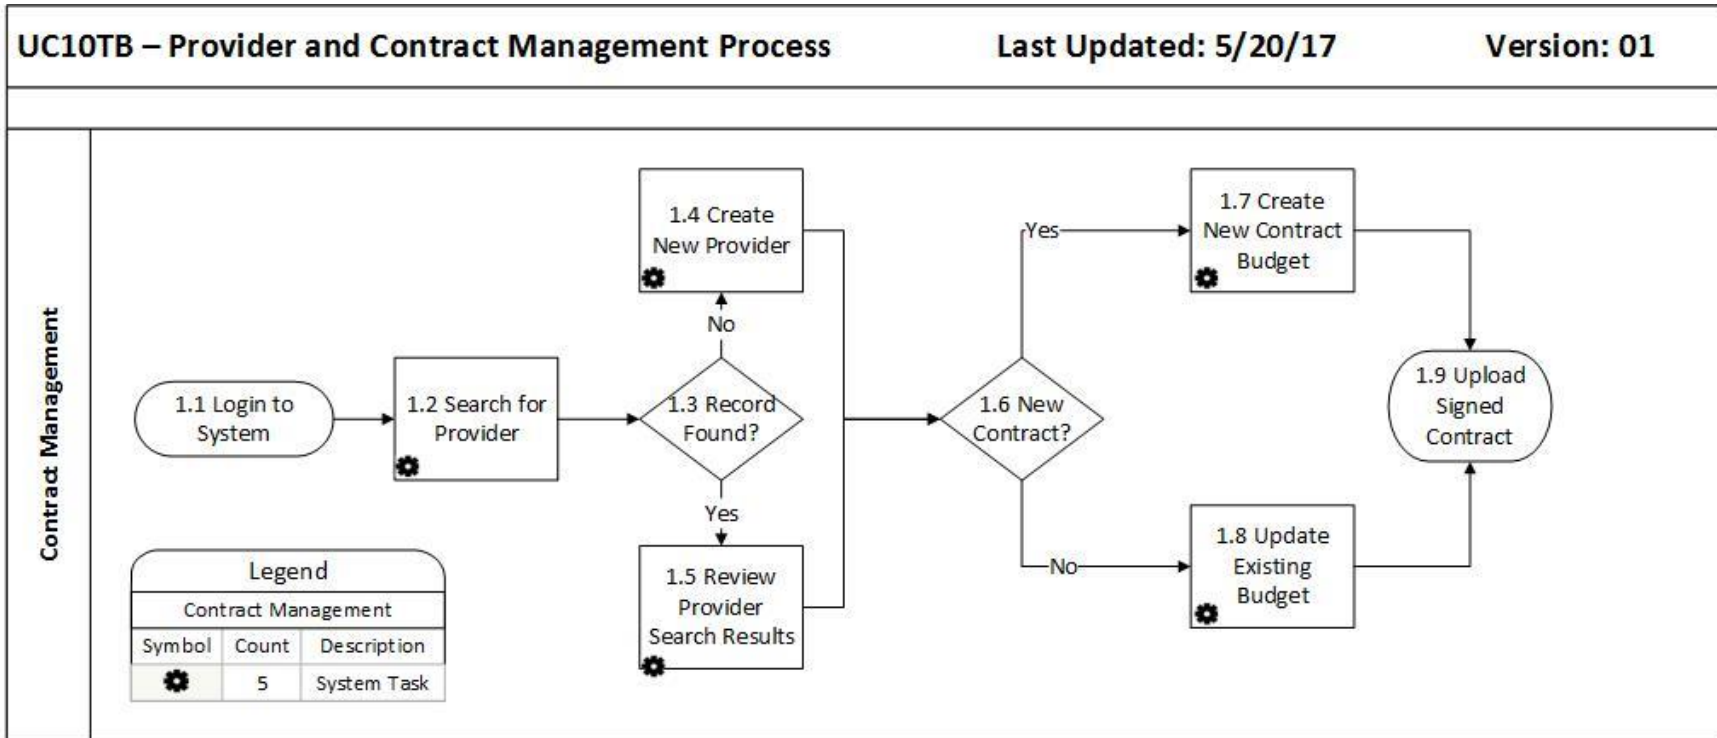 UC10TB – Provider and Contract Management Process Last Updated: 5/20/17 Version: 01
Contract Management
1.1 Login to
System
1.2 Search for
Provider
1.3 Record
Found?
No
1.4 Create
New Provider
Yes
1.5 Review
Provider
Search Results
1.6 New
Contract?
Yes
1.7 Create
New Contract
Budget
No
1.8 Update
Existing
Budget
1.9 Upload
Signed
Contract
Legend
Contract Management
Symbol Count Description
5 System Task